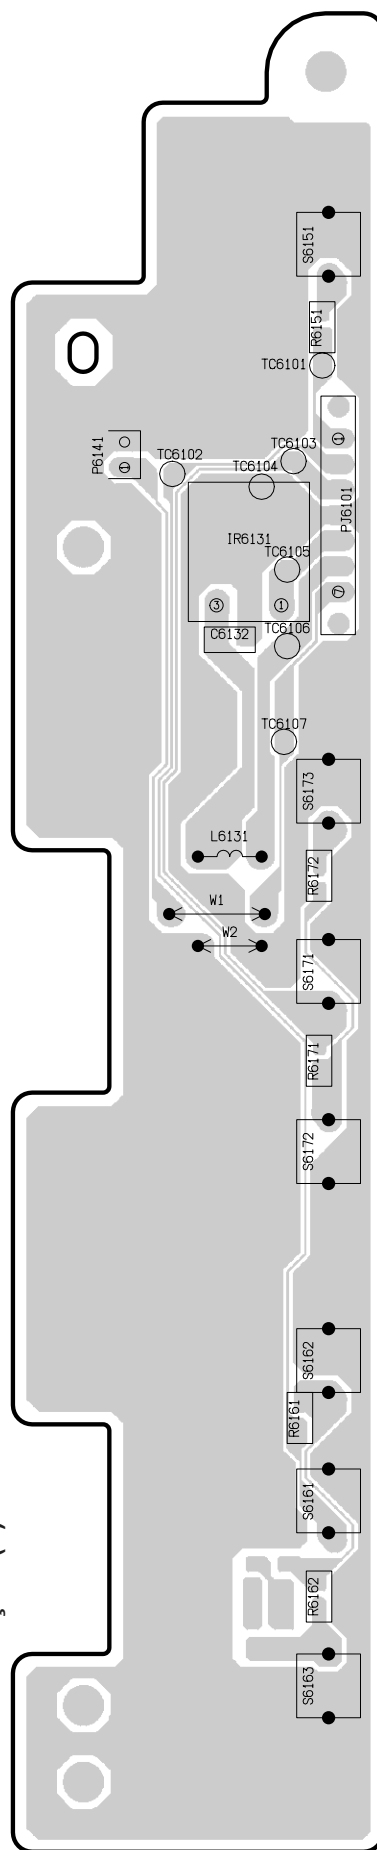 S6151
R6151
TC6101
1
P6141
1
TC6102
TC6103
TC6104
PJ6101
IR6131
TC6105
7
3
1
C6132
TC6106
TC6107
S6173
L6131
R6172
W1
W2
S6171
R6171
S6172
S6162
R6161
S6161
R6162
S6163